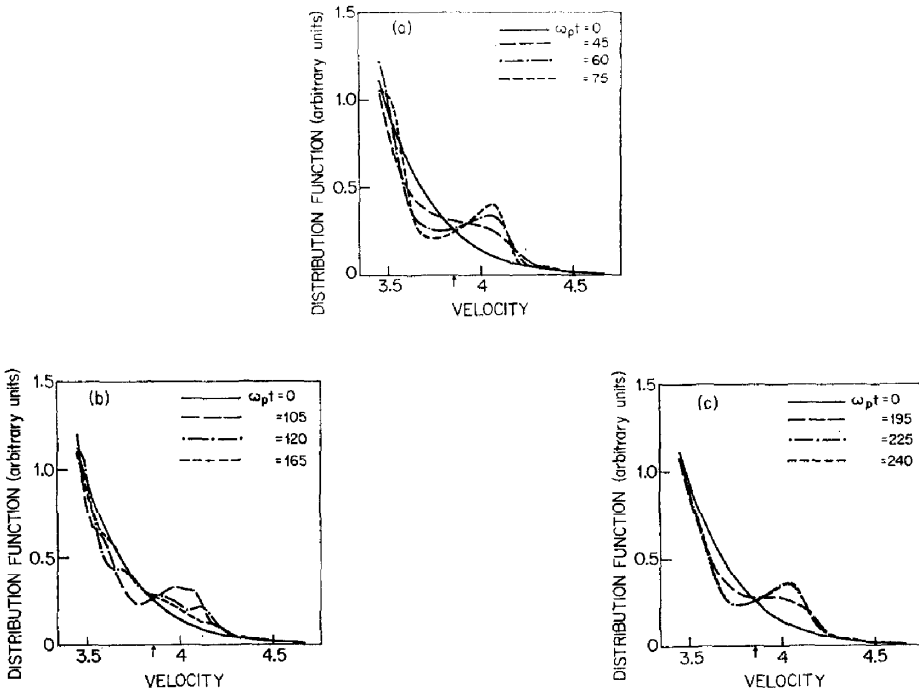 (a)
ωpt=0
=45
=60
=75
DISTRIBUTION FUNCTION (arbitrary units)
1.5
1.0
0.5
0
3.5 4 4.5
↑
VELOCITY
(b)
ωpt=0
=105
=120
=165
DISTRIBUTION FUNCTION (arbitrary units)
1.5
1.0
0.5
0
3.5 4 4.5
↑
VELOCITY
(c)
ωpt=0
=195
=225
=240
DISTRIBUTION FUNCTION (arbitrary units)
1.5
1.0
0.5
0
3.5 4 4.5
↑
VELOCITY